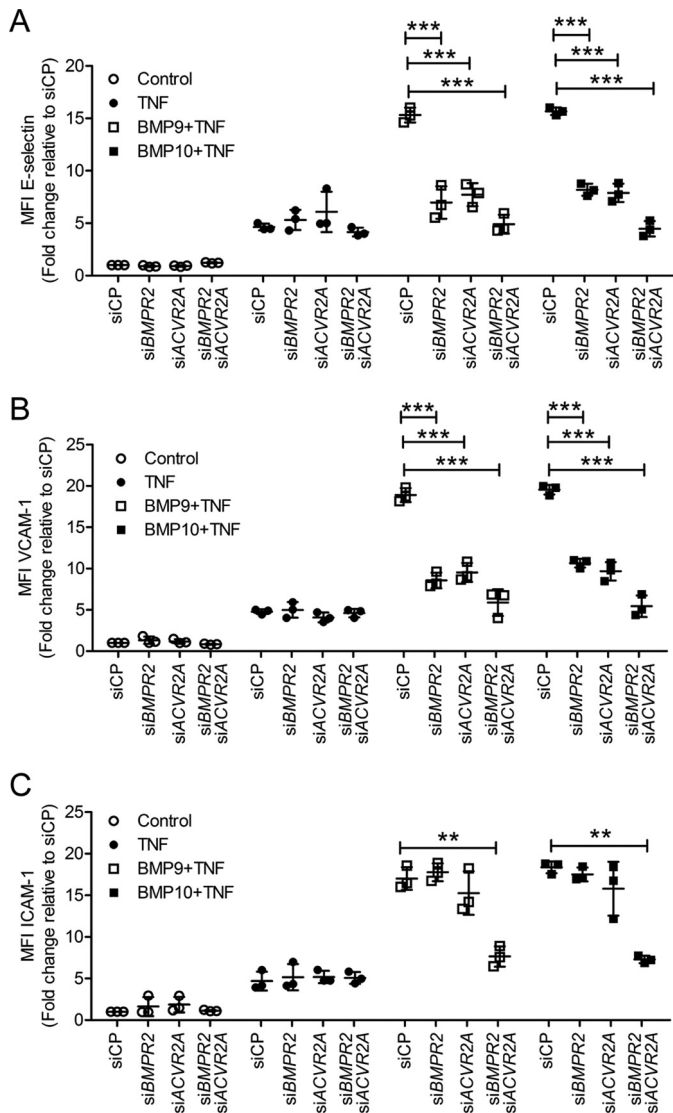 A
*** ***
*** ***
*** ***
MFI E-selectin
(Fold change relative to siCP)
20
15
10
5
0
Control
TNF
BMP9+TNF
BMP10+TNF
siCP siBMPR2 siACVR2A siBMPR2 siACVR2A siCP siBMPR2 siACVR2A siBMPR2 siACVR2A siCP siBMPR2 siACVR2A siBMPR2 siACVR2A siCP siBMPR2 siACVR2A siBMPR2 siACVR2A
B
*** ***
*** ***
*** ***
MFI VCAM-1
(Fold change relative to siCP)
25
20
15
10
5
0
Control
TNF
BMP9+TNF
BMP10+TNF
siCP siBMPR2 siACVR2A siBMPR2 siACVR2A siCP siBMPR2 siACVR2A siBMPR2 siACVR2A siCP siBMPR2 siACVR2A siBMPR2 siACVR2A siCP siBMPR2 siACVR2A siBMPR2 siACVR2A
C
** **
MFI ICAM-1
(Fold change relative to siCP)
25
20
15
10
5
0
Control
TNF
BMP9+TNF
BMP10+TNF
siCP siBMPR2 siACVR2A siBMPR2 siACVR2A siCP siBMPR2 siACVR2A siBMPR2 siACVR2A siCP siBMPR2 siACVR2A siBMPR2 siACVR2A siCP siBMPR2 siACVR2A siBMPR2 siACVR2A